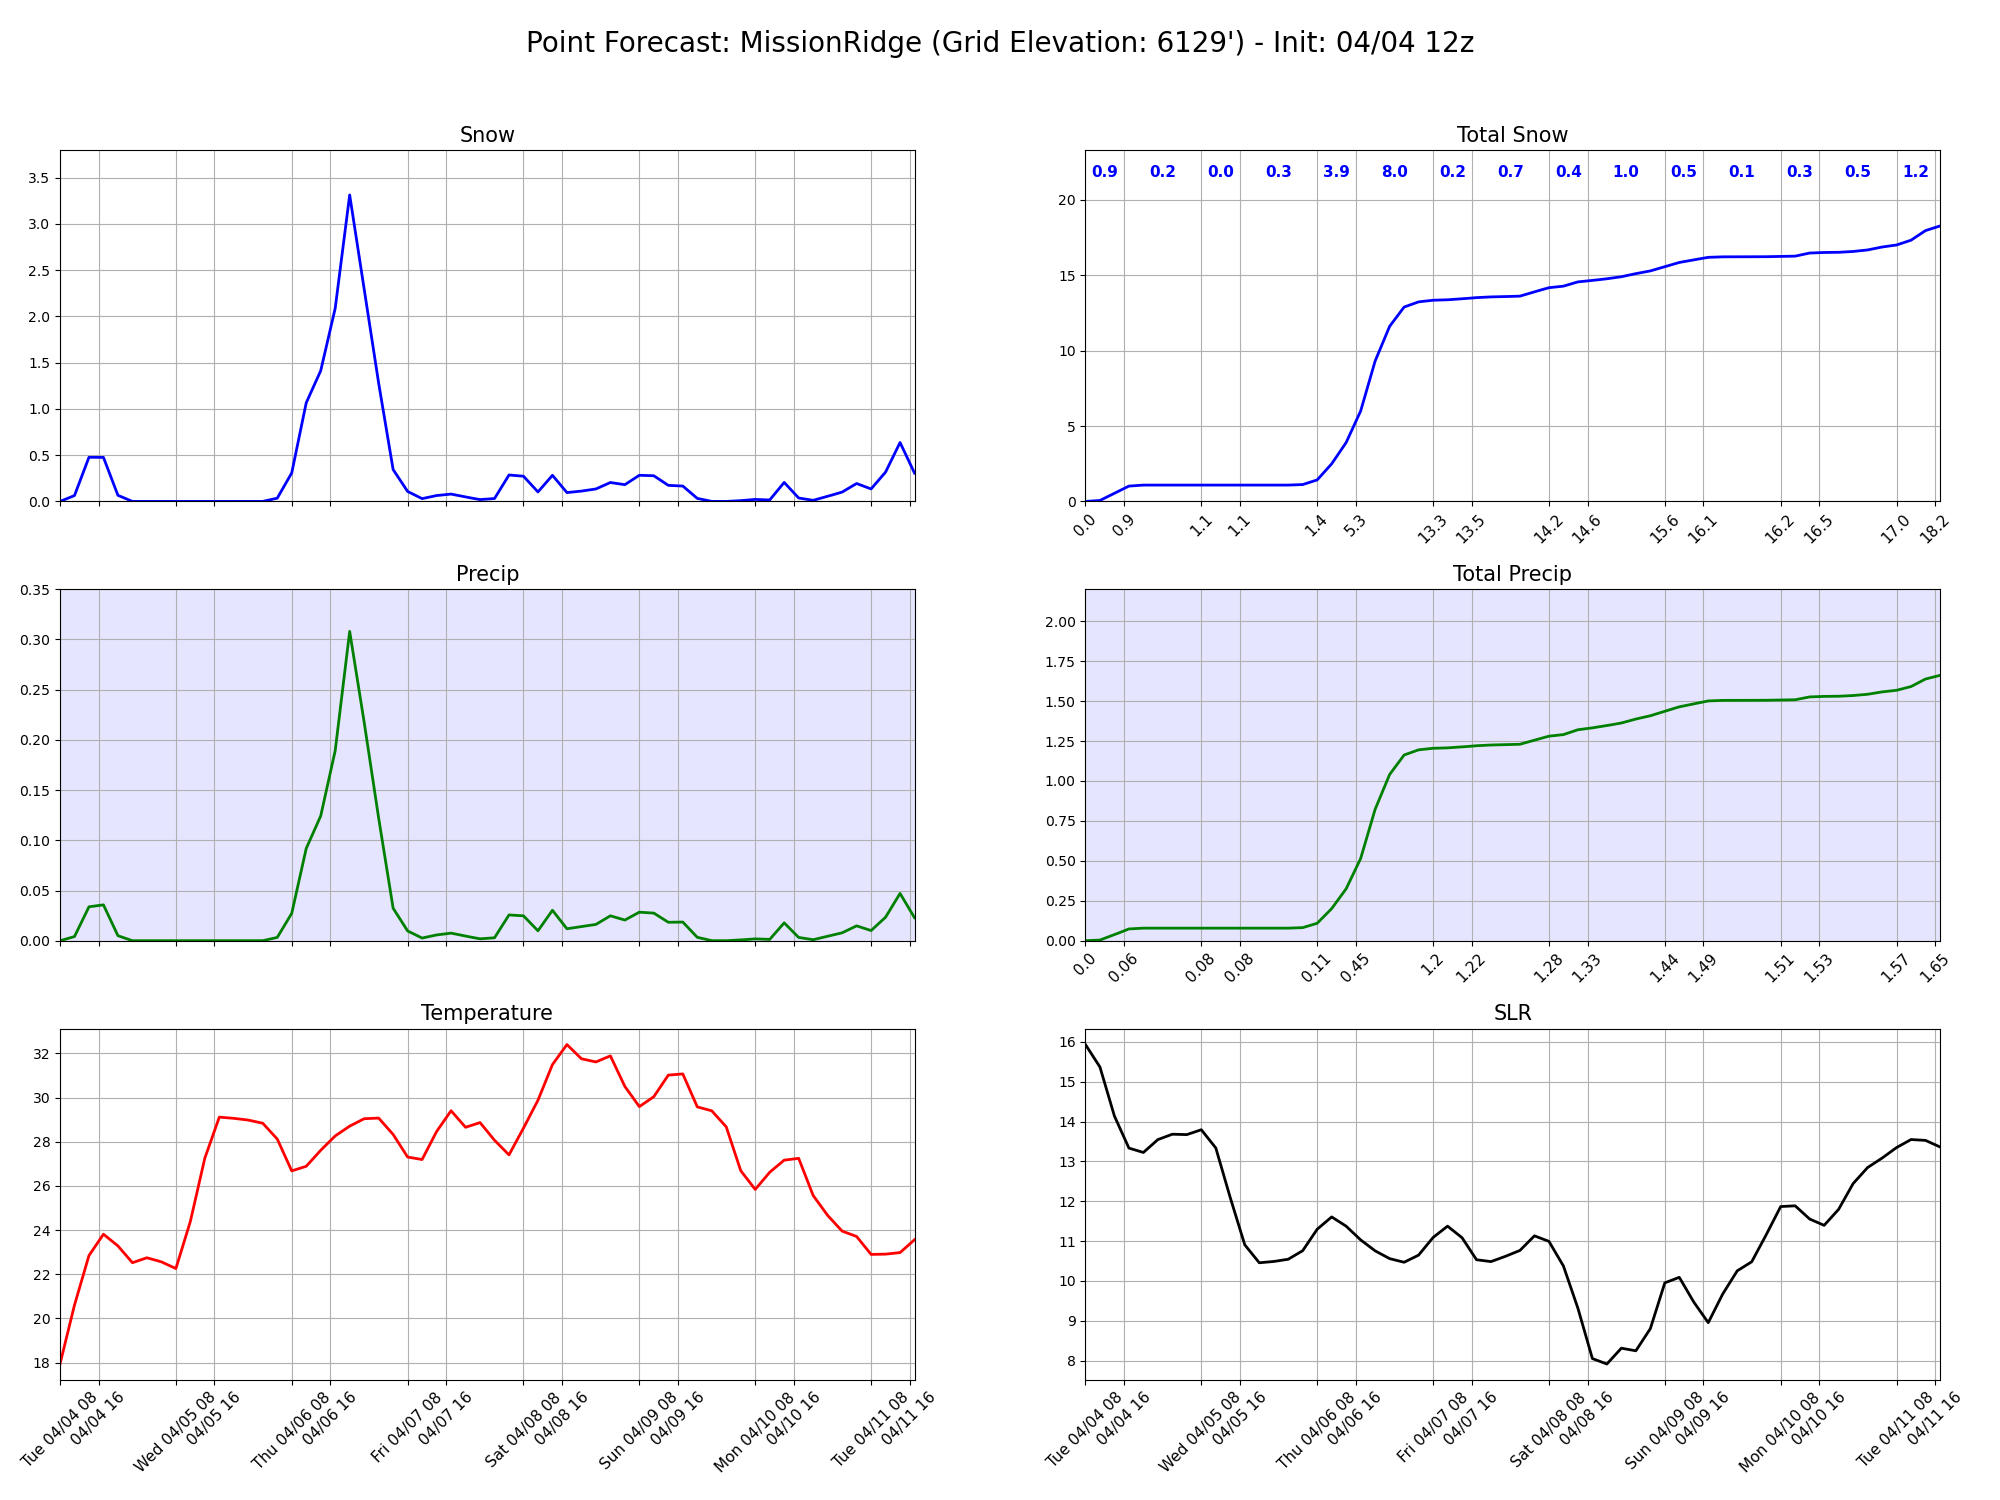 Point Forecast: MissionRidge (Grid Elevation: 6129') - Init: 04/04 12z
Snow
3.5
3.0
2.5
2.0
1.5
1.0
0.5
0.0
Total Snow
0.9 0.2 0.0 0.3 3.9 8.0 0.2 0.7 0.4 1.0 0.5 0.1 0.3 0.5 1.2
20
15
10
5
0
0.0 0.9 1.1 1.1 1.4 5.3 13.3 13.5 14.2 14.6 15.6 16.1 16.2 16.5 17.0 18.2
Precip
0.35
0.30
0.25
0.20
0.15
0.10
0.05
0.00
Total Precip
2.00
1.75
1.50
1.25
1.00
0.75
0.50
0.25
0.00
0.0 0.06 0.08 0.08 0.11 0.45 1.2 1.22 1.28 1.33 1.44 1.49 1.51 1.53 1.57 1.65
Temperature
32
30
28
26
24
22
20
18
Tue 04/04 08
04/04 16
Wed 04/05 08
04/05 16
Thu 04/06 08
04/06 16
Fri 04/07 08
04/07 16
Sat 04/08 08
04/08 16
Sun 04/09 08
04/09 16
Mon 04/10 08
04/10 16
Tue 04/11 08
04/11 16
SLR
16
15
14
13
12
11
10
9
8
Tue 04/04 08
04/04 16
Wed 04/05 08
04/05 16
Thu 04/06 08
04/06 16
Fri 04/07 08
04/07 16
Sat 04/08 08
04/08 16
Sun 04/09 08
04/09 16
Mon 04/10 08
04/10 16
Tue 04/11 08
04/11 16